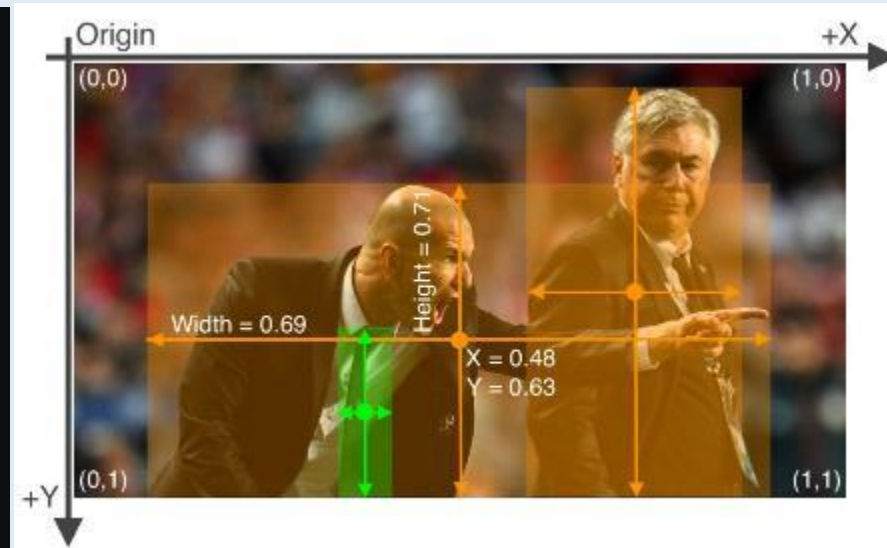 Origin
+X
(0,0)
(1,0)
Height = 0.71
Width = 0.69
X = 0.48
Y = 0.63
(0,1)
(1,1)
+Y